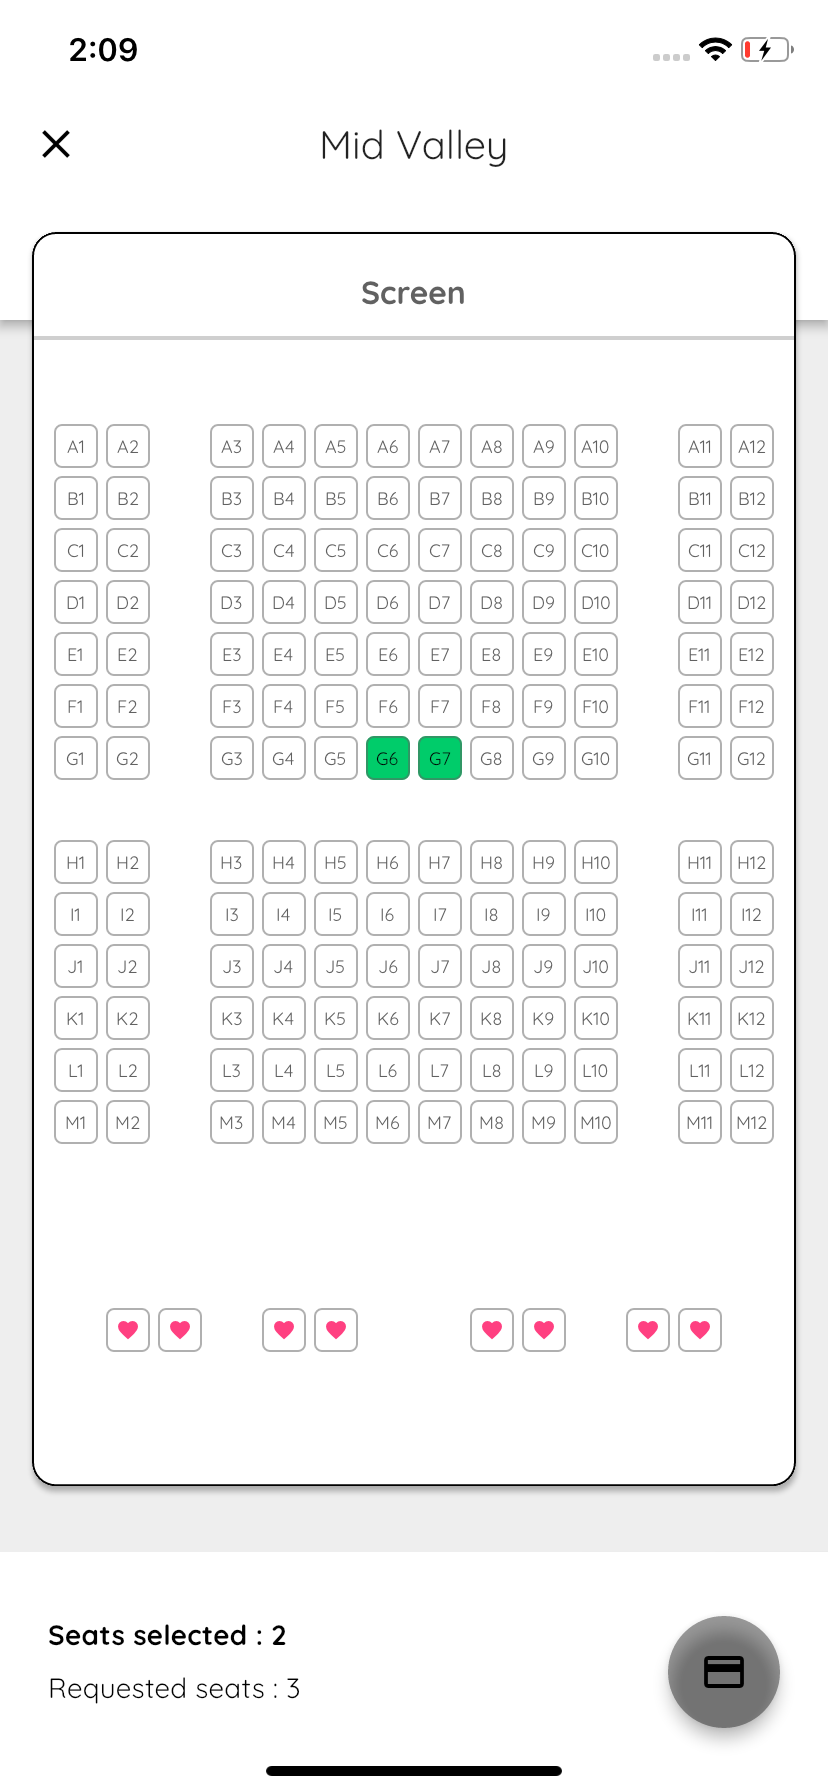 2:09
Mid Valley
Screen
A1 A2 A3 A4 A5 A6 A7 A8 A9 A10 A11 A12
B1 B2 B3 B4 B5 B6 B7 B8 B9 B10 B11 B12
C1 C2 C3 C4 C5 C6 C7 C8 C9 C10 C11 C12
D1 D2 D3 D4 D5 D6 D7 D8 D9 D10 D11 D12
E1 E2 E3 E4 E5 E6 E7 E8 E9 E10 E11 E12
F1 F2 F3 F4 F5 F6 F7 F8 F9 F10 F11 F12
G1 G2 G3 G4 G5 G6 G7 G8 G9 G10 G11 G12
H1 H2 H3 H4 H5 H6 H7 H8 H9 H10 H11 H12
I1 I2 I3 I4 I5 I6 I7 I8 I9 I10 I11 I12
J1 J2 J3 J4 J5 J6 J7 J8 J9 J10 J11 J12
K1 K2 K3 K4 K5 K6 K7 K8 K9 K10 K11 K12
L1 L2 L3 L4 L5 L6 L7 L8 L9 L10 L11 L12
M1 M2 M3 M4 M5 M6 M7 M8 M9 M10 M11 M12
Seats selected : 2
Requested seats : 3